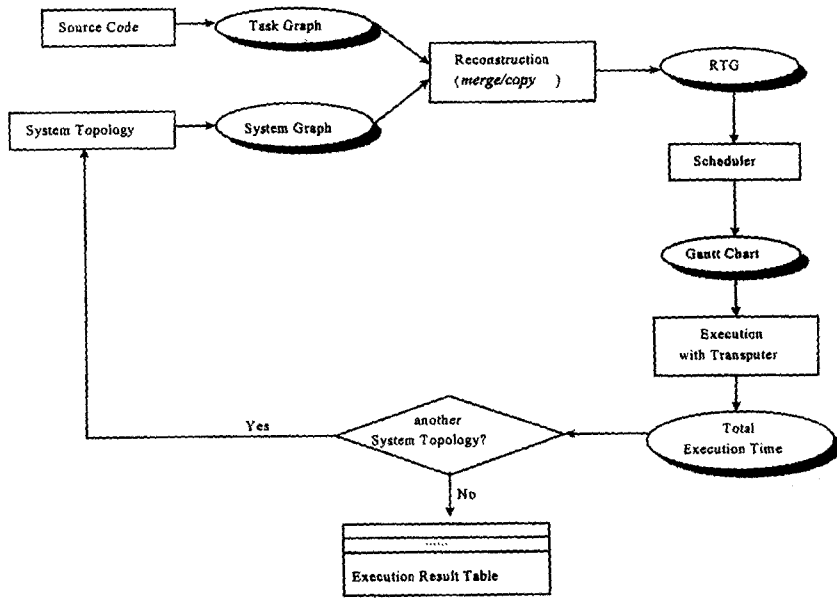 Source Code
Task Graph
Reconstruction
(merge/copy )
RTG
System Topology
System Graph
Scheduler
Gantt Chart
Execution
with Transputer
Yes
another
System Topology?
Total
Execution Time
No
......
Execution Result Table